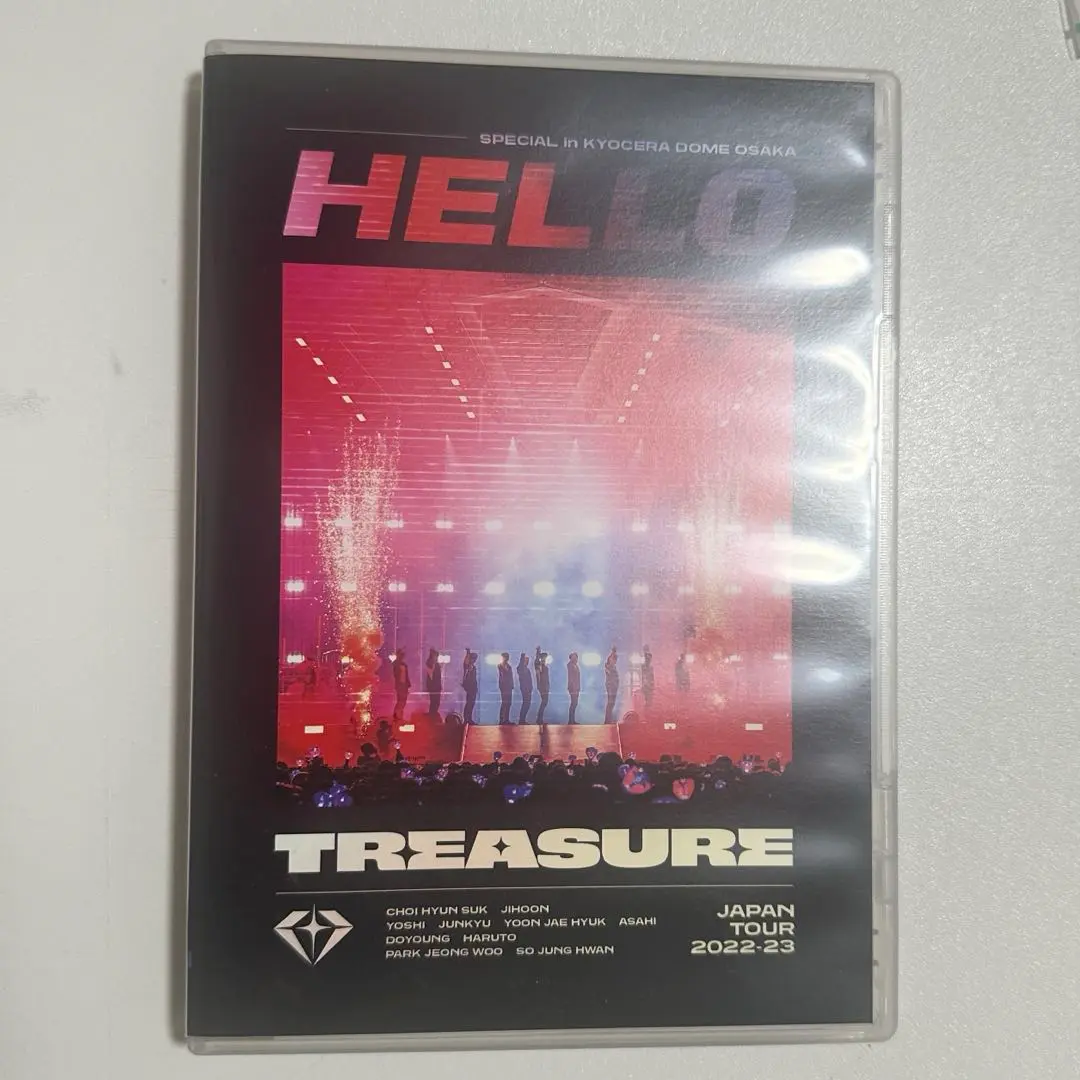 SPECIAL in KYOCERA DOME OSAKA
HELLO
TREASURE
CHOI HYUN SUK JIHOON
YOSHI JUNKYU YOON JAE HYUK ASAHI
DOYOUNG HARUTO
PARK JEONG WOO SO JUNG HWAN
JAPAN
TOUR
2022-23